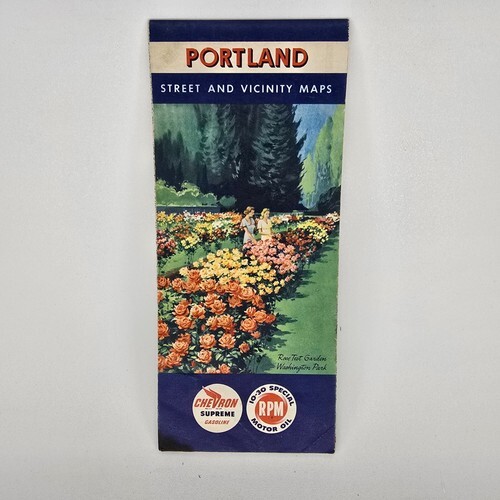 PORTLAND
STREET AND VICINITY MAPS
Rose Test Garden
Washington Park
CHEVRON
SUPREME
GASOLINE
10-30 SPECIAL
RPM
MOTOR OIL